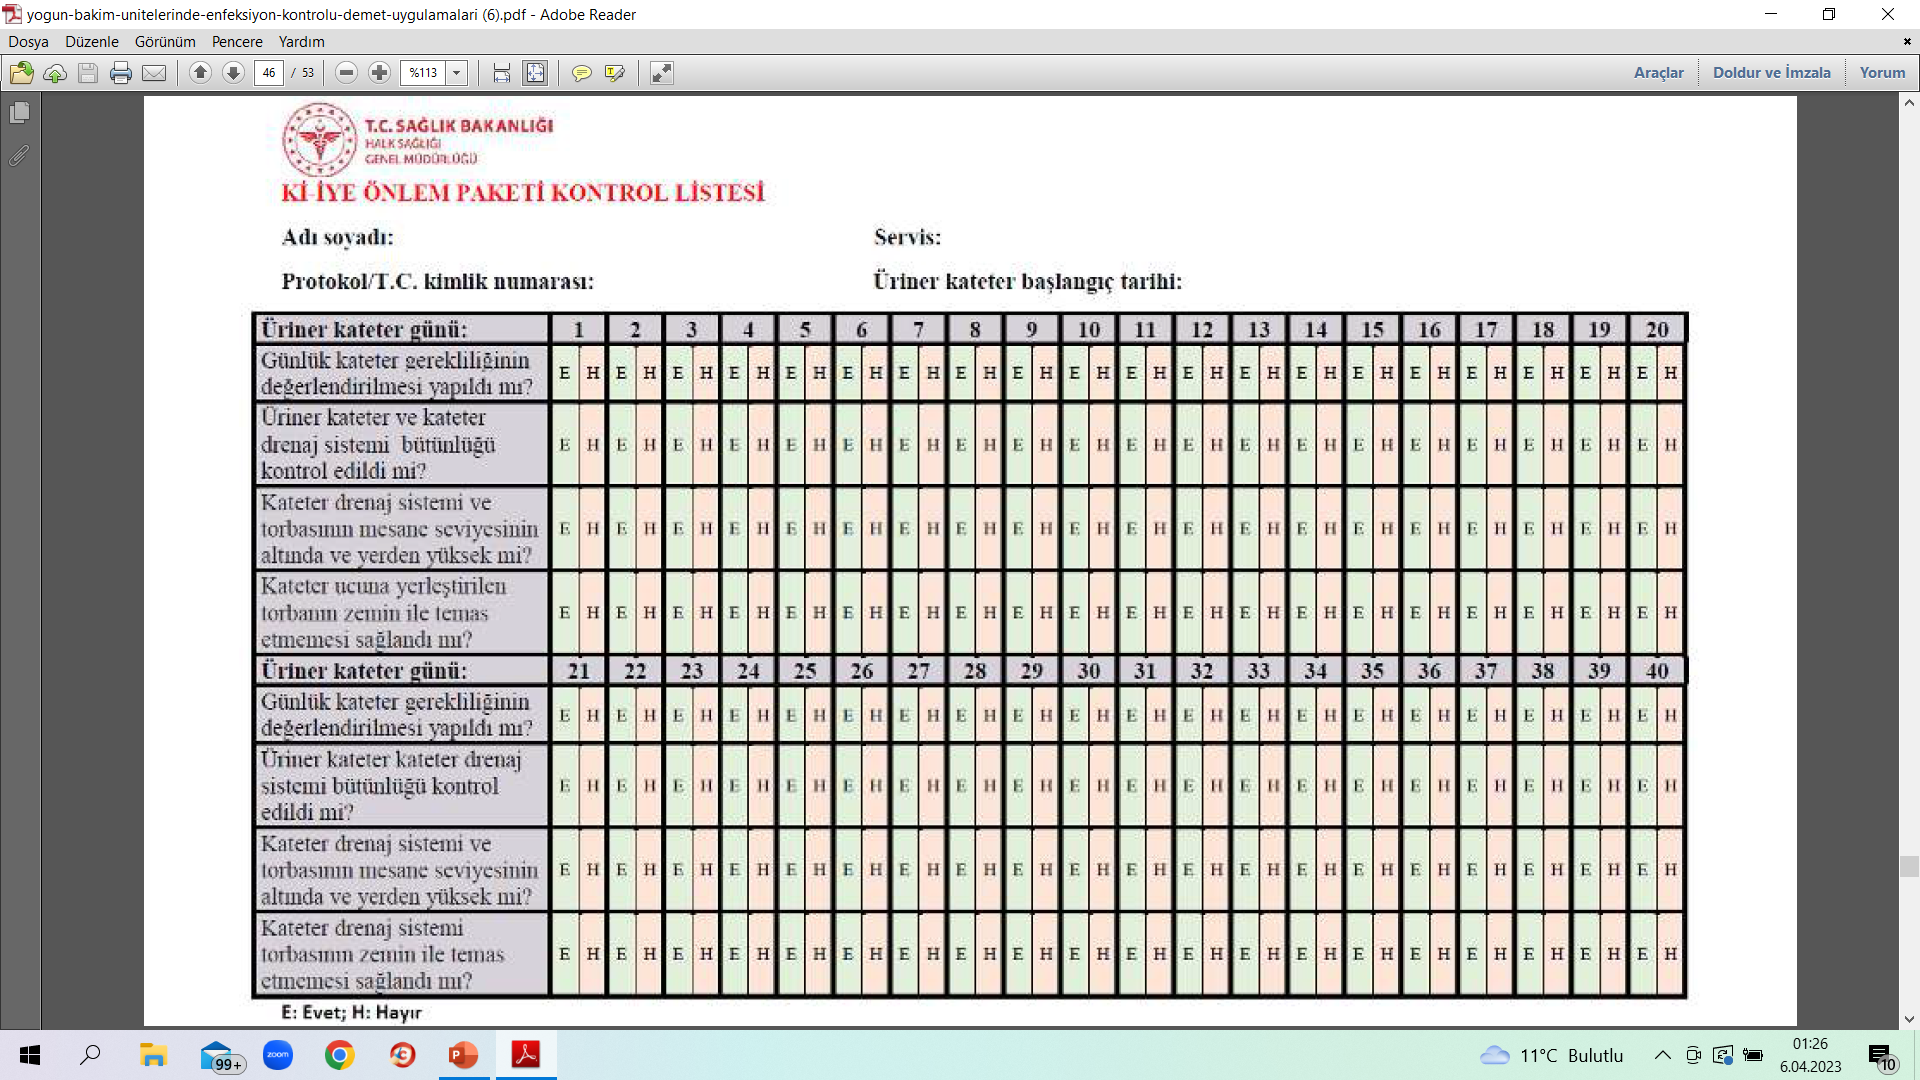 yogun-bakim-unitelerinde-enfeksiyon-kontrolu-demet-uygulamalari (6).pdf - Adobe Reader
Dosya Düzenle Görünüm Pencere Yardım
46 / 53 %113 Araçlar Doldur ve İmzala Yorum
T.C. SAĞLIK BAKANLIĞI
HALK SAĞLIĞI
GENEL MÜDÜRLÜĞÜ
Kİ-İYE ÖNLEM PAKETİ KONTROL LİSTESİ
Adı soyadı: Servis:
Protokol/T.C. kimlik numarası: Üriner kateter başlangıç tarihi:
Üriner kateter günü: 1 2 3 4 5 6 7 8 9 10 11 12 13 14 15 16 17 18 19 20
Günlük kateter gerekliliğinin
değerlendirilmesi yapıldı mı? E H E H E H E H E H E H E H E H E H E H E H E H E H E H E H E H E H E H E H E H
Üriner kateter ve kateter
drenaj sistemi bütünlüğü E H E H E H E H E H E H E H E H E H E H E H E H E H E H E H E H E H E H E H E H
kontrol edildi mi?
Kateter drenaj sistemi ve
torbasının mesane seviyesinin E H E H E H E H E H E H E H E H E H E H E H E H E H E H E H E H E H E H E H E H
altında ve yerden yüksek mi?
Kateter ucuna yerleştirilen
torbanın zemin ile temas E H E H E H E H E H E H E H E H E H E H E H E H E H E H E H E H E H E H E H E H
etmemesi sağlandı mı?
Üriner kateter günü: 21 22 23 24 25 26 27 28 29 30 31 32 33 34 35 36 37 38 39 40
Günlük kateter gerekliliğinin
değerlendirilmesi yapıldı mı? E H E H E H E H E H E H E H E H E H E H E H E H E H E H E H E H E H E H E H E H
Üriner kateter kateter drenaj
sistemi bütünlüğü kontrol E H E H E H E H E H E H E H E H E H E H E H E H E H E H E H E H E H E H E H E H
edildi mi?
Kateter drenaj sistemi ve
torbasının mesane seviyesinin E H E H E H E H E H E H E H E H E H E H E H E H E H E H E H E H E H E H E H E H
altında ve yerden yüksek mi?
Kateter drenaj sistemi
torbasının zemin ile temas E H E H E H E H E H E H E H E H E H E H E H E H E H E H E H E H E H E H E H E H
etmemesi sağlandı mı?
E: Evet; H: Hayır
99+ zoom 11°C Bulutlu 01:26
6.04.2023 10